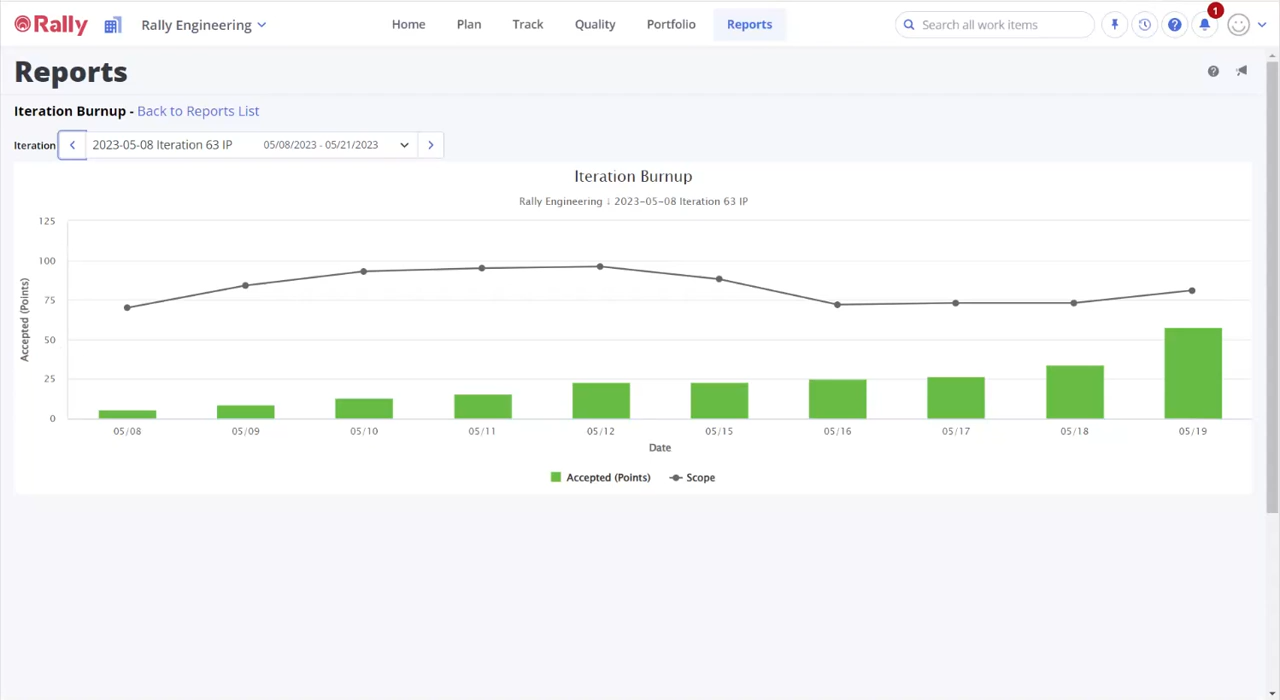 Rally Rally Engineering Home Plan Track Quality Portfolio Reports Search all work items 1
Reports
Iteration Burnup - Back to Reports List
Iteration 2023-05-08 Iteration 63 IP 05/08/2023 - 05/21/2023
Iteration Burnup
Rally Engineering ↓ 2023-05-08 Iteration 63 IP
125
100
75
50
25
0
Accepted (Points)
05/08 05/09 05/10 05/11 05/12 05/15 05/16 05/17 05/18 05/19
Date
Accepted (Points) Scope